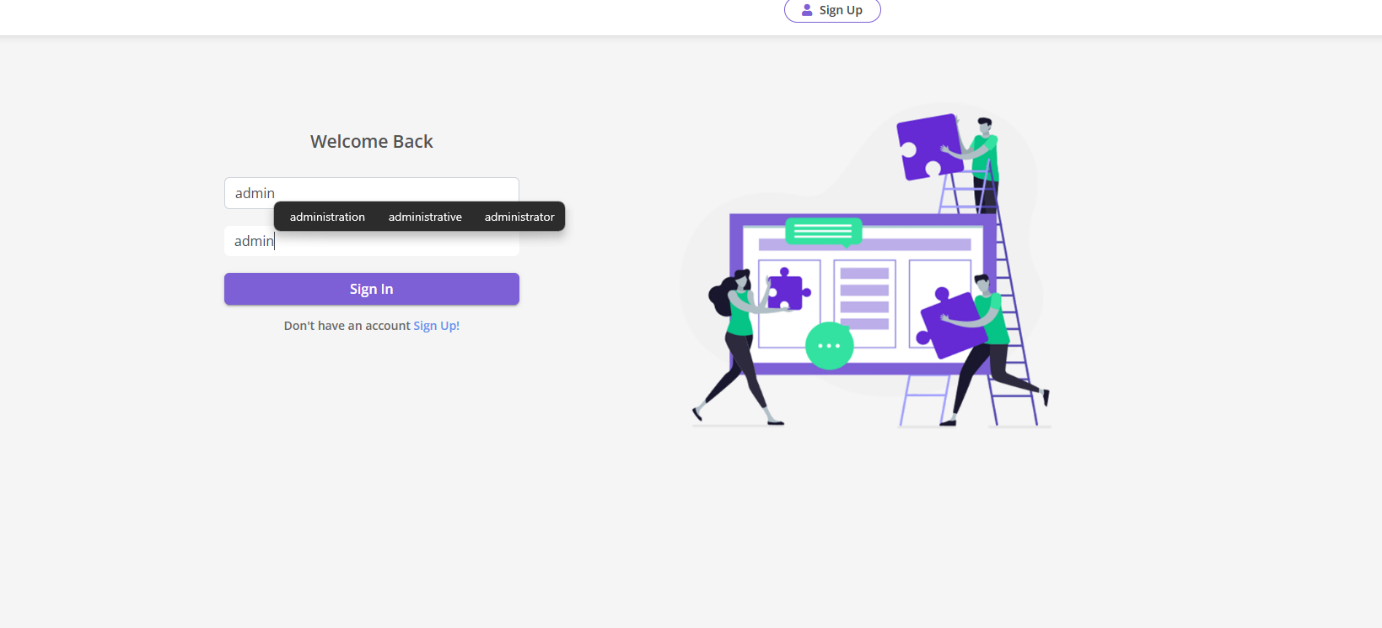 Sign Up
Welcome Back
admin
administration administrative administrator
admin
Sign In
Don't have an account Sign Up!